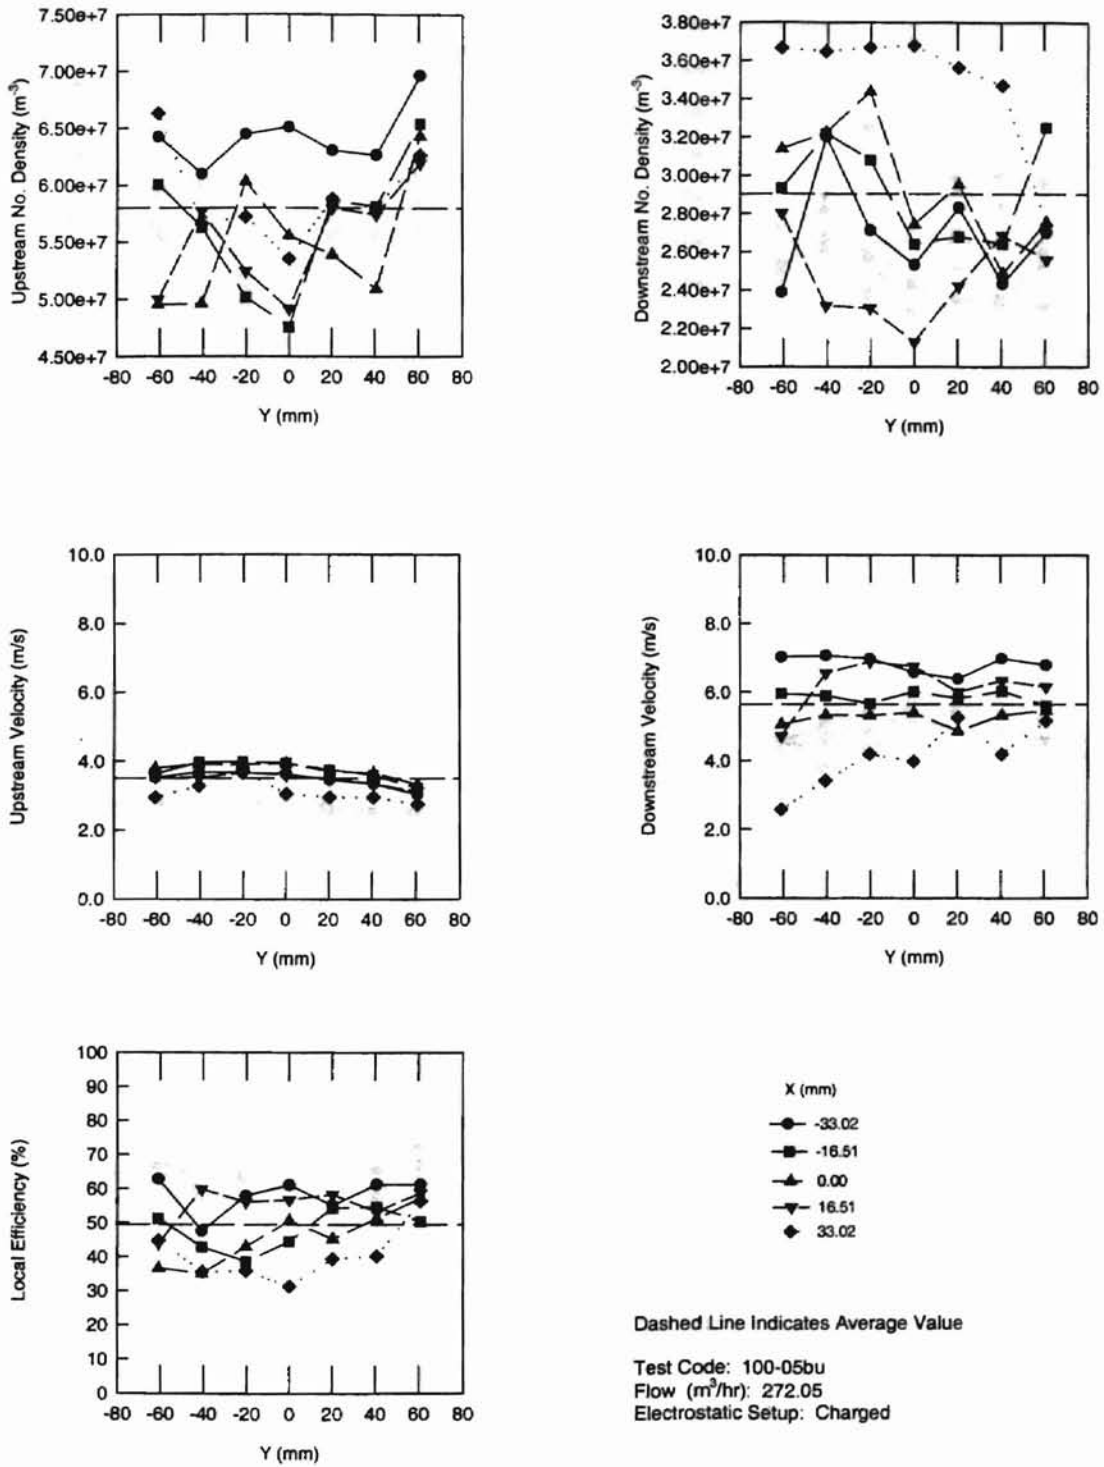 7.50e+7
7.00e+7
6.50e+7
6.00e+7
5.50e+7
5.00e+7
4.50e+7
Upstream No. Density (m⁻³)
-80 -60 -40 -20 0 20 40 60 80
Y (mm)
3.80e+7
3.60e+7
3.40e+7
3.20e+7
3.00e+7
2.80e+7
2.60e+7
2.40e+7
2.20e+7
2.00e+7
Downstream No. Density (m⁻³)
-80 -60 -40 -20 0 20 40 60 80
Y (mm)
10.0
8.0
6.0
4.0
2.0
0.0
Upstream Velocity (m/s)
-80 -60 -40 -20 0 20 40 60 80
Y (mm)
10.0
8.0
6.0
4.0
2.0
0.0
Downstream Velocity (m/s)
-80 -60 -40 -20 0 20 40 60 80
Y (mm)
100
90
80
70
60
50
40
30
20
10
0
Local Efficiency (%)
-80 -60 -40 -20 0 20 40 60 80
Y (mm)
X (mm)
-33.02
-16.51
0.00
16.51
33.02
Dashed Line Indicates Average Value
Test Code: 100-05bu
Flow (m³/hr): 272.05
Electrostatic Setup: Charged